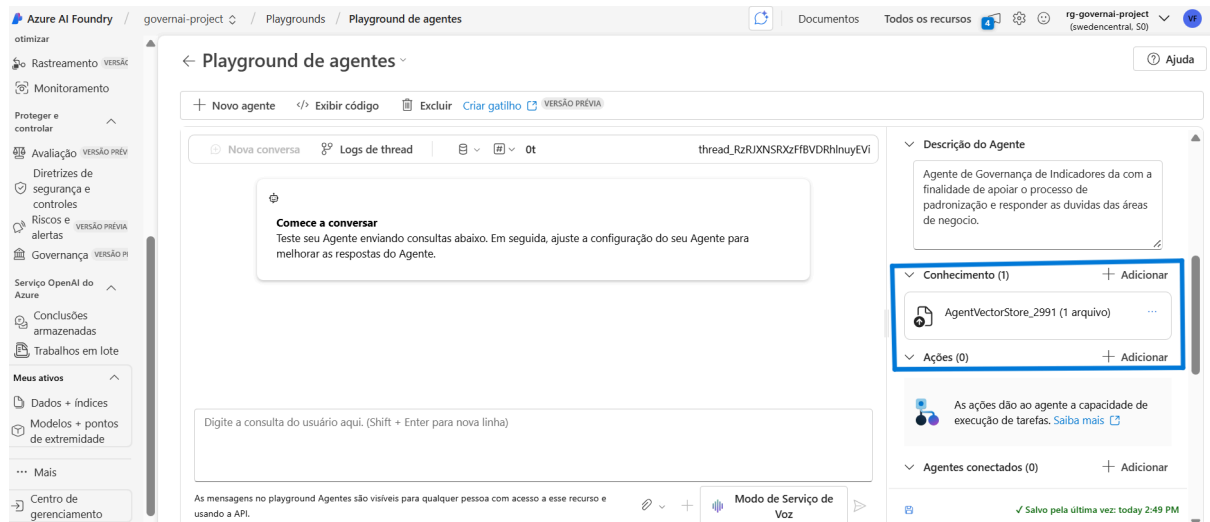 Azure AI Foundry / governai-project / Playgrounds / Playground de agentes
Documentos
Todos os recursos
4
rg-governai-project
(swedencentral, S0)
VF
otimizar
Rastreamento VERSÃO
Monitoramento
Proteger e
controlar
Avaliação VERSÃO PRÉV
Diretrizes de
segurança e
controles
Riscos e
alertas
VERSÃO PRÉVIA
Governança VERSÃO PI
Serviço OpenAI do
Azure
Conclusões
armazenadas
Trabalhos em lote
Meus ativos
Dados + índices
Modelos + pontos
de extremidade
Mais
Centro de
gerenciamento
Playground de agentes
Ajuda
Novo agente
Exibir código
Excluir
Criar gatilho
VERSÃO PRÉVIA
Nova conversa
Logs de thread
0t
thread_RzRJXNSRXzFfBVDRhlnuyEVi
Comece a conversar
Teste seu Agente enviando consultas abaixo. Em seguida, ajuste a configuração do seu Agente para
melhorar as respostas do Agente.
Digite a consulta do usuário aqui. (Shift + Enter para nova linha)
As mensagens no playground Agentes são visíveis para qualquer pessoa com acesso a esse recurso e
usando a API.
Modo de Serviço de
Voz
Descrição do Agente
Agente de Governança de Indicadores da com a
finalidade de apoiar o processo de
padronização e responder as duvidas das áreas
de negocio.
Conhecimento (1)
Adicionar
AgentVectorStore_2991 (1 arquivo)
Ações (0)
Adicionar
As ações dão ao agente a capacidade de
execução de tarefas. Saiba mais
Agentes conectados (0)
Adicionar
Salvo pela última vez: today 2:49 PM